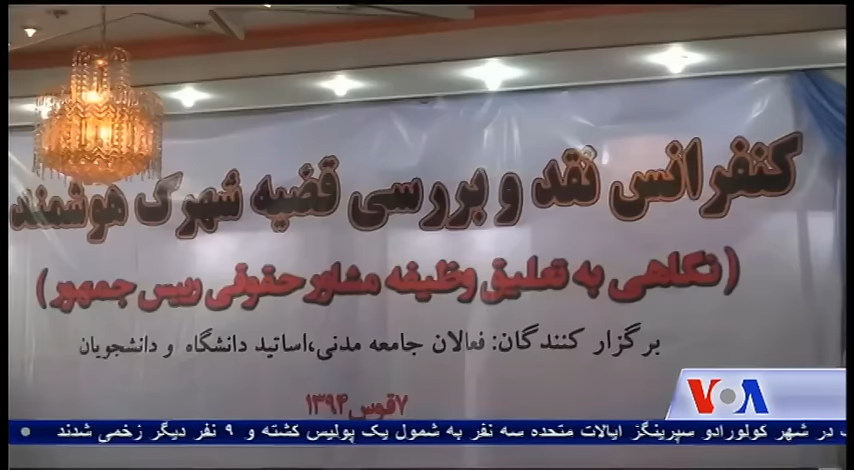 کنفرانس نقد و بررسی قضیه شهرک هوشمند
(نگاهی به تعلیق وظیفه مشاور حقوقی رییس جمهور)
برگزار کنندگان: فعالان جامعه مدنی،اساتید دانشگاه و دانشجویان
۷قوس ۱۳۹۴
VOA
در شهر کولورادو سپرینگز ایالات متحده سه نفر به شمول یک پولیس کشته و ۹ نفر دیگر زخمی شدند